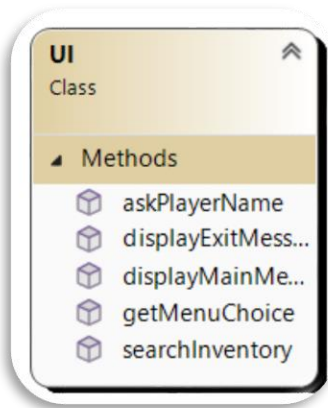 UI
Class
Methods
askPlayerName
displayExitMess...
displayMainMe...
getMenuChoice
searchInventory